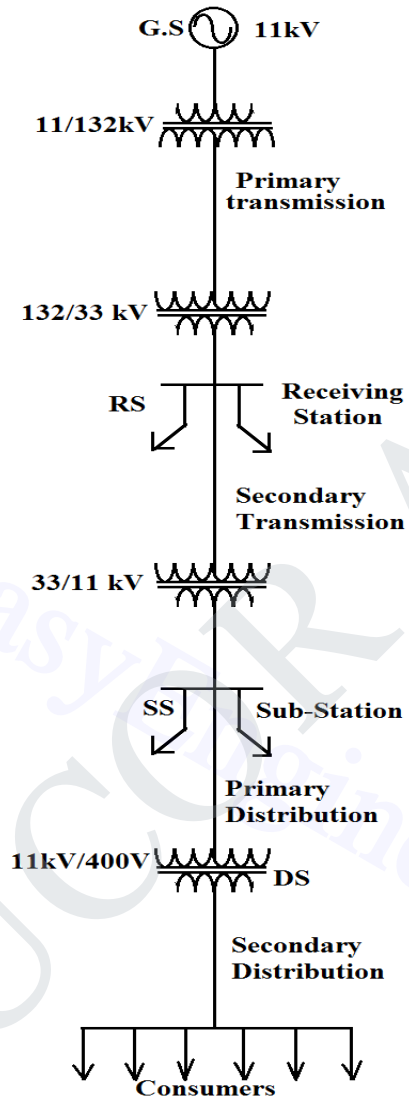 G.S 11kV
11/132kV
Primary
transmission
132/33 kV
RS
Receiving
Station
Secondary
Transmission
33/11 kV
SS
Sub-Station
Primary
Distribution
11kV/400V
DS
Secondary
Distribution
Consumers